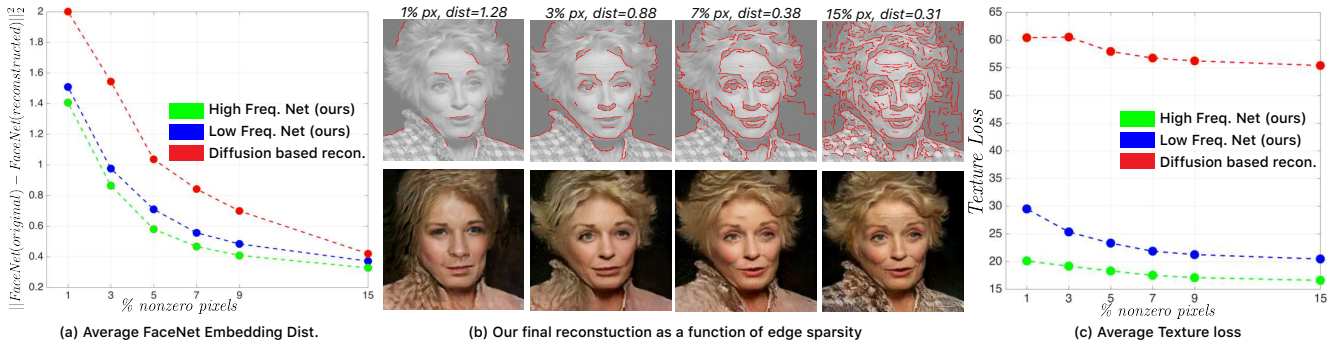 ||FaceNet(original) − FaceNet(reconstructed)||₂²
2
1.8
1.6
1.4
1.2
1
0.8
0.6
0.4
0.2
1
3
5
7
9
15
% nonzero pixels
High Freq. Net (ours)
Low Freq. Net (ours)
Diffusion based recon.
(a) Average FaceNet Embedding Dist.
1% px, dist=1.28
3% px, dist=0.88
7% px, dist=0.38
15% px, dist=0.31
(b) Our final reconstuction as a function of edge sparsity
Texture Loss
65
60
55
50
45
40
35
30
25
20
15
1
3
5
7
9
15
% nonzero pixels
High Freq. Net (ours)
Low Freq. Net (ours)
Diffusion based recon.
(c) Average Texture loss